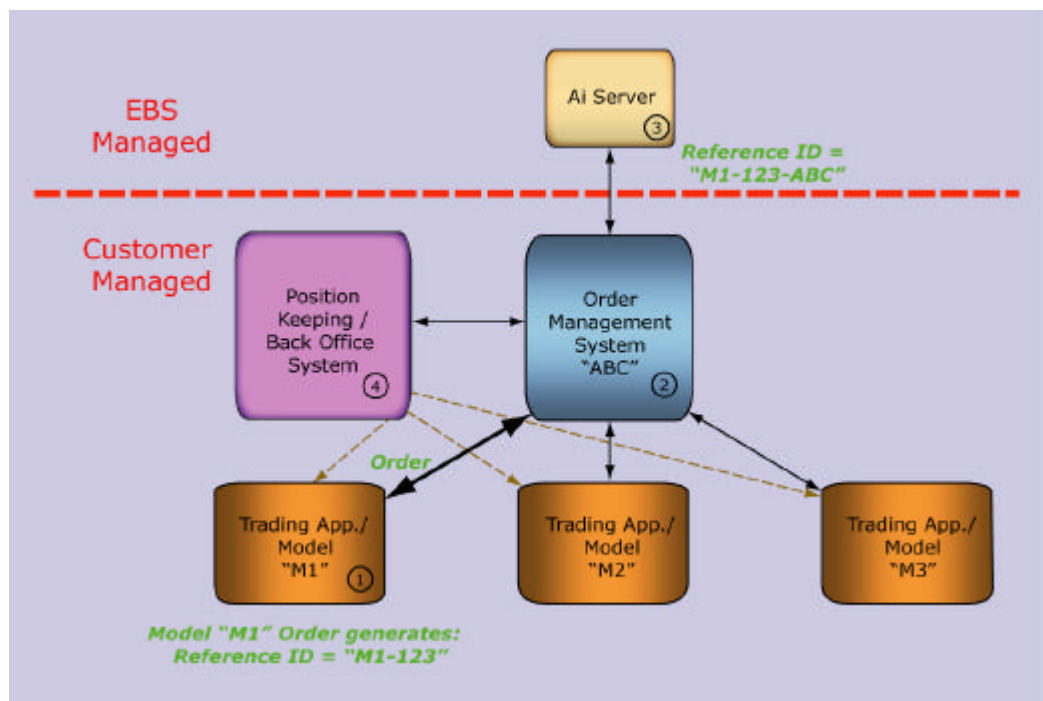 EBS
Managed
Ai Server
3
Reference ID =
“M1-123-ABC”
Customer
Managed
Position
Keeping /
Back Office
System
4
Order
Management
System
“ABC”
2
Order
Trading App./
Model
“M1”
1
Trading App./
Model
“M2”
Trading App./
Model
“M3”
Model “M1” Order generates:
Reference ID = “M1-123”